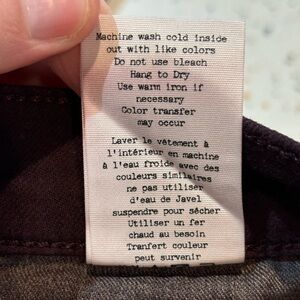 Machine wash cold inside
out with like colors
Do not use bleach
Hang to Dry
Use warm iron if
necessary
Color transfer
may occur
Laver le vêtement à
l'intérieur en machine
à l'eau froide avec des
couleurs similaires
ne pas utiliser
d'eau de Javel
suspendre pour sécher
Utiliser un fer
chaud au besoin
Tranfert couleur
peut survenir